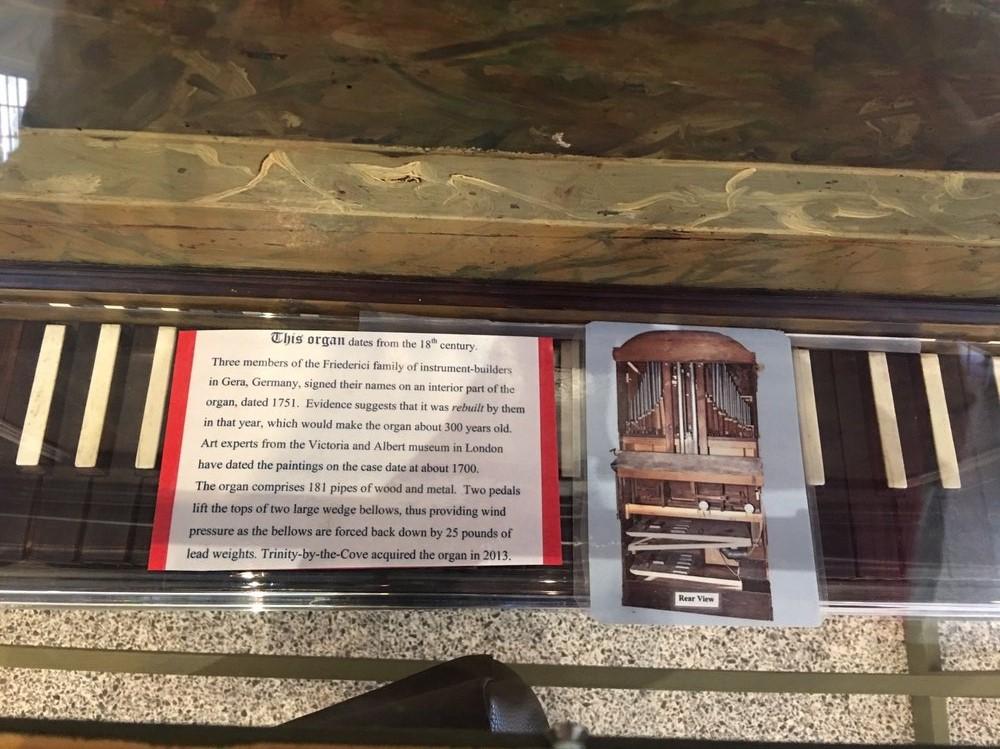 This organ dates from the 18th century.
Three members of the Friederici family of instrument-builders
in Gera, Germany, signed their names on an interior part of the
organ, dated 1751. Evidence suggests that it was rebuilt by them
in that year, which would make the organ about 300 years old.
Art experts from the Victoria and Albert museum in London
have dated the paintings on the case date at about 1700.
The organ comprises 181 pipes of wood and metal. Two pedals
lift the tops of two large wedge bellows, thus providing wind
pressure as the bellows are forced back down by 25 pounds of
lead weights. Trinity-by-the-Cove acquired the organ in 2013.
Rear View